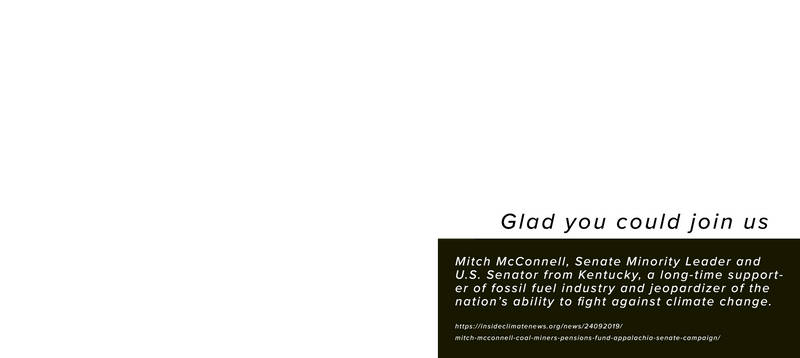 Glad you could join us
Mitch McConnell, Senate Minority Leader and
U.S. Senator from Kentucky, a long-time support-
er of fossil fuel industry and jeopardizer of the
nation’s ability to fight against climate change.
https://insideclimatenews.org/news/24092019/
mitch-mcconnell-coal-miners-pensions-fund-appalachia-senate-campaign/